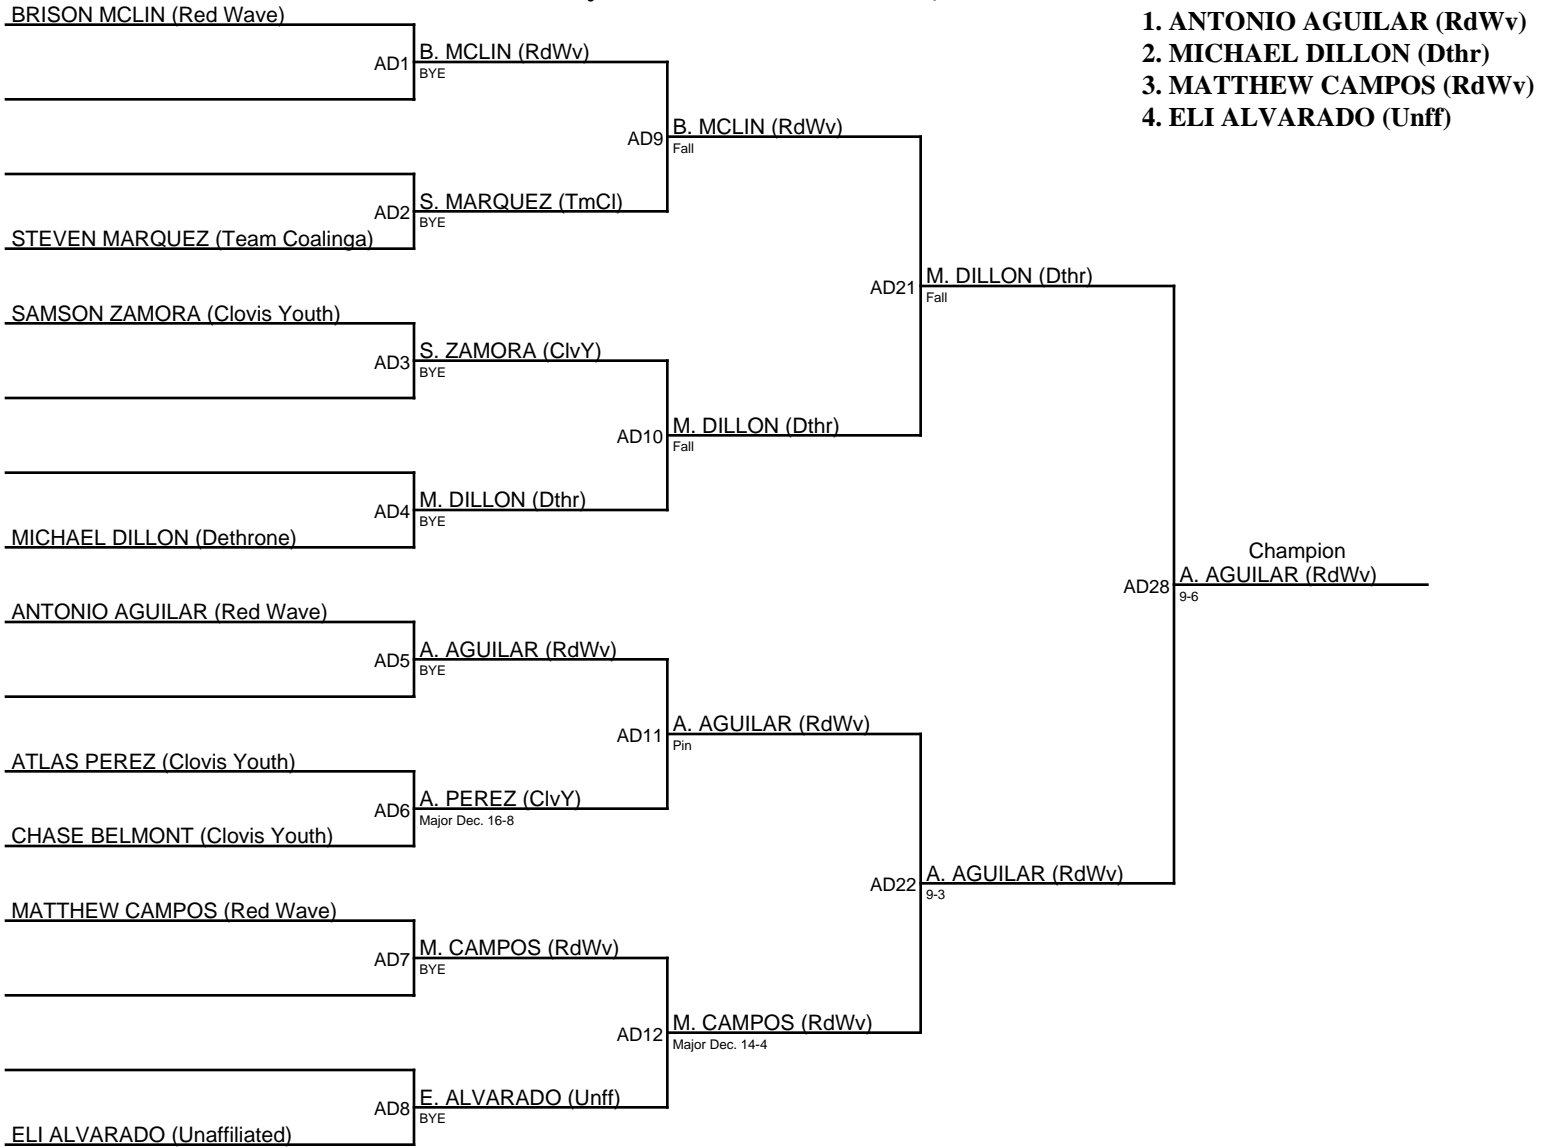 BRISON MCLIN (Red Wave)
AD1
B. MCLIN (RdWv)
BYE
AD9
B. MCLIN (RdWv)
Fall
AD2
S. MARQUEZ (TmCl)
BYE
STEVEN MARQUEZ (Team Coalinga)
AD21
M. DILLON (Dthr)
Fall
SAMSON ZAMORA (Clovis Youth)
AD3
S. ZAMORA (ClvY)
BYE
AD10
M. DILLON (Dthr)
Fall
AD4
M. DILLON (Dthr)
BYE
MICHAEL DILLON (Dethrone)
Champion
AD28
A. AGUILAR (RdWv)
9-6
ANTONIO AGUILAR (Red Wave)
AD5
A. AGUILAR (RdWv)
BYE
AD11
A. AGUILAR (RdWv)
Pin
ATLAS PEREZ (Clovis Youth)
AD6
A. PEREZ (ClvY)
Major Dec. 16-8
CHASE BELMONT (Clovis Youth)
AD22
A. AGUILAR (RdWv)
9-3
MATTHEW CAMPOS (Red Wave)
AD7
M. CAMPOS (RdWv)
BYE
AD12
M. CAMPOS (RdWv)
Major Dec. 14-4
AD8
E. ALVARADO (Unff)
BYE
ELI ALVARADO (Unaffiliated)
1. ANTONIO AGUILAR (RdWv)
2. MICHAEL DILLON (Dthr)
3. MATTHEW CAMPOS (RdWv)
4. ELI ALVARADO (Unff)